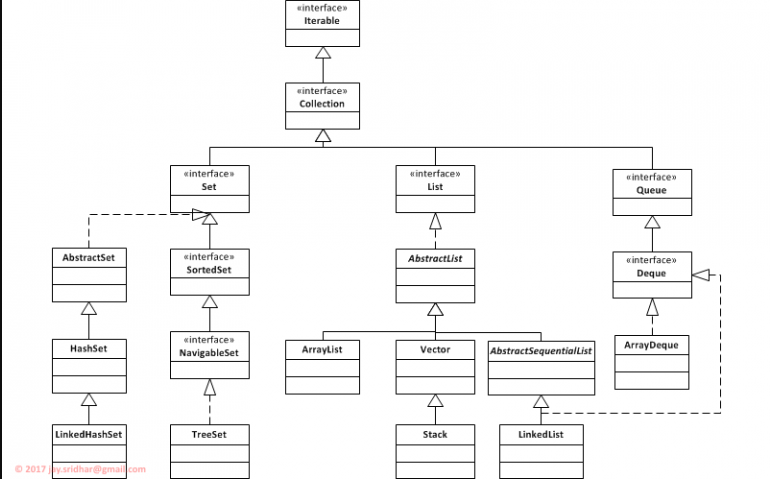 «interface»
Iterable
«interface»
Collection
«interface»
Set
«interface»
List
«interface»
Queue
AbstractSet
«interface»
SortedSet
AbstractList
«interface»
Deque
HashSet
«interface»
NavigableSet
ArrayList
Vector
AbstractSequentialList
ArrayDeque
LinkedHashSet
TreeSet
Stack
LinkedList
© 2017 jay.sridhar@gmail.com